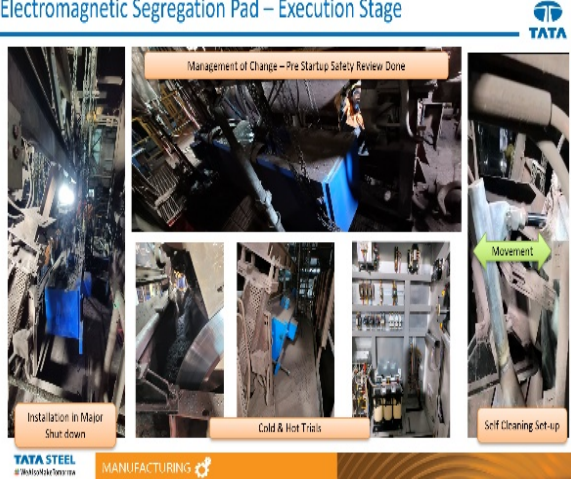 Electromagnetic Segregation Pad – Execution Stage
TATA
Management of Change – Pre Startup Safety Review Done
Movement
Installation in Major
Shut down
Cold & Hot Trials
Self Cleaning Set-up
TATA STEEL
#WeAlsoMakeTomorrow
MANUFACTURING